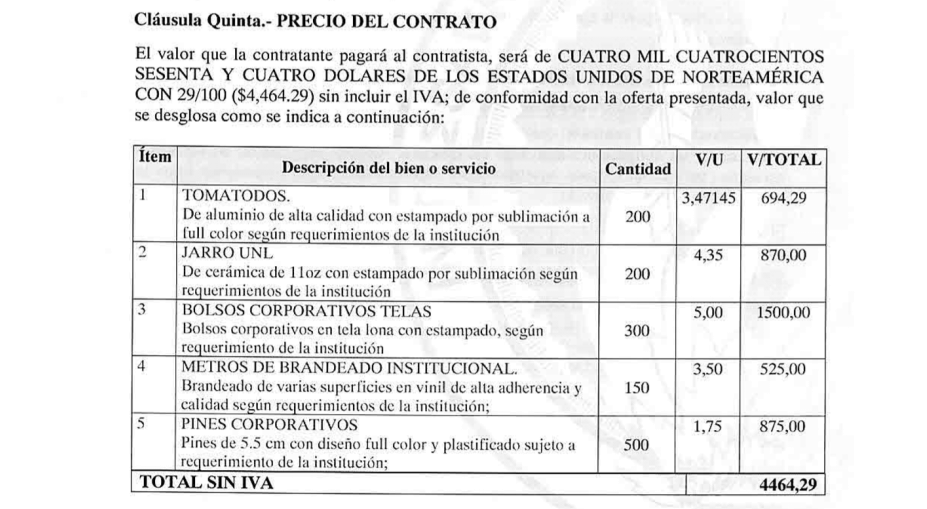 Cláusula Quinta.- PRECIO DEL CONTRATO
El valor que la contratante pagará al contratista, será de CUATRO MIL CUATROCIENTOS
SESENTA Y CUATRO DOLARES DE LOS ESTADOS UNIDOS DE NORTEAMÉRICA
CON 29/100 ($4,464.29) sin incluir el IVA; de conformidad con la oferta presentada, valor que
se desglosa como se indica a continuación:
Ítem Descripción del bien o servicio Cantidad V/U V/TOTAL
1 TOMATODOS. 3,47145 694,29
De aluminio de alta calidad con estampado por sublimación a 200
full color según requerimientos de la institución
2 JARRO UNL 4,35 870,00
De cerámica de 11oz con estampado por sublimación según 200
requerimientos de la institución
3 BOLSOS CORPORATIVOS TELAS 5,00 1500,00
Bolsos corporativos en tela lona con estampado, según 300
requerimiento de la institución
4 METROS DE BRANDEADO INSTITUCIONAL. 3,50 525,00
Brandeado de varias superficies en vinil de alta adherencia y 150
calidad según requerimientos de la institución;
5 PINES CORPORATIVOS 1,75 875,00
Pines de 5.5 cm con diseño full color y plastificado sujeto a 500
requerimiento de la institución;
TOTAL SIN IVA 4464,29